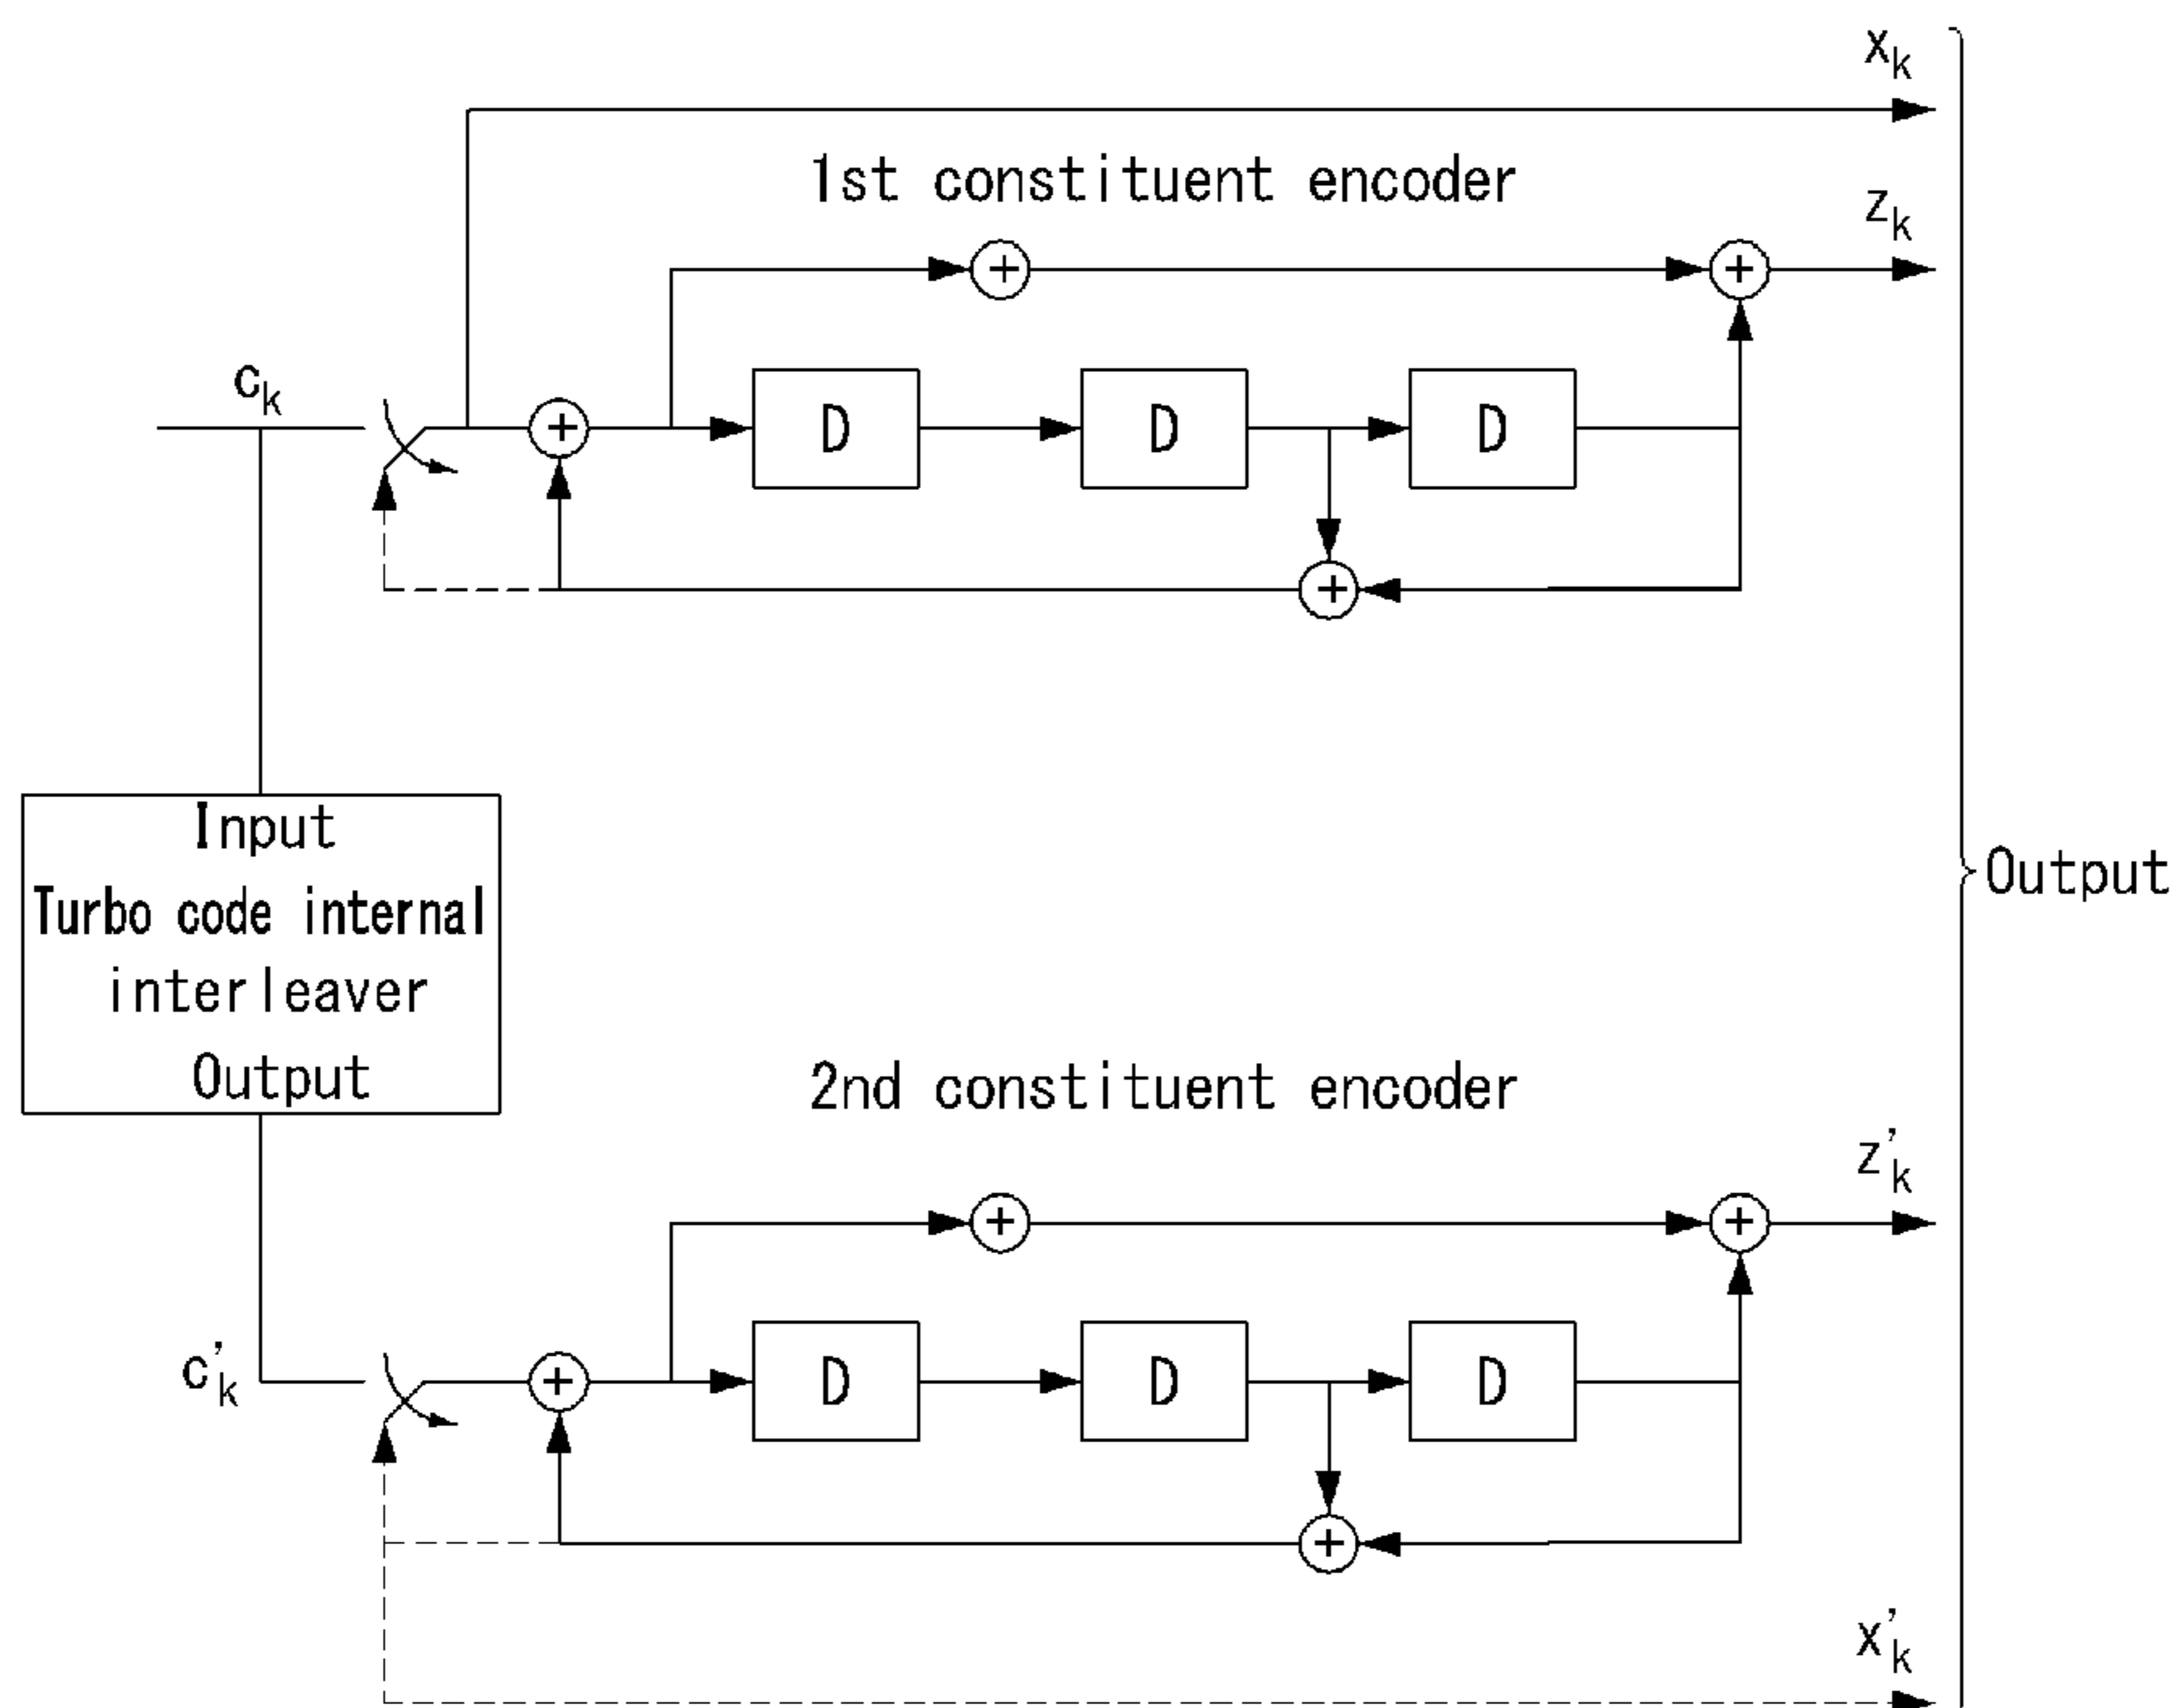 x_k
1st constituent encoder
z_k
+ +
c_k
+ D D D
+
Input
Turbo code internal
interleaver
Output
Output
2nd constituent encoder
z'_k
+ +
c'_k
+ D D D
+
x'_k